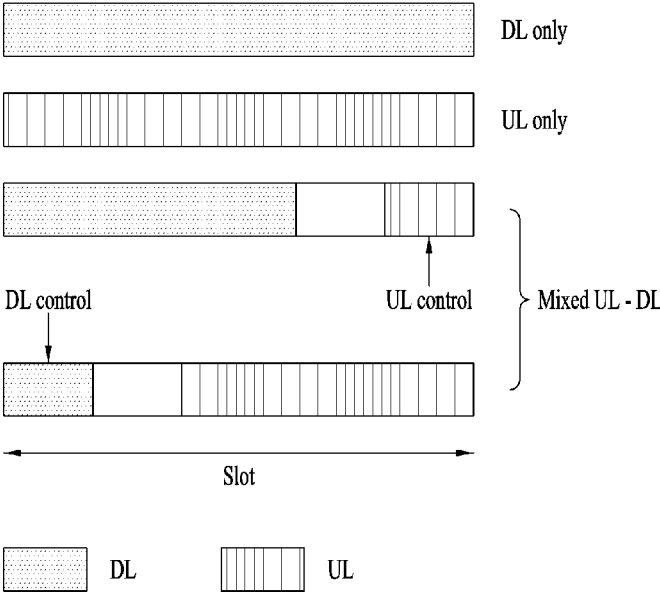 DL only
UL only
DL control
UL control
Mixed UL - DL
Slot
DL
UL